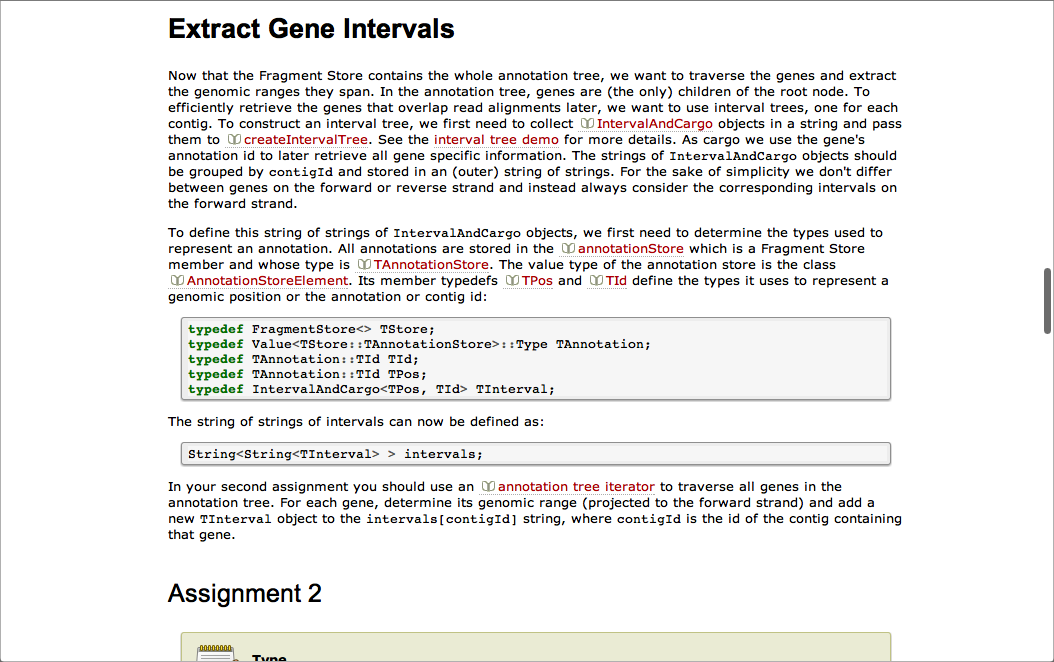 Extract Gene Intervals
Now that the Fragment Store contains the whole annotation tree, we want to traverse the genes and extract
the genomic ranges they span. In the annotation tree, genes are (the only) children of the root node. To
efficiently retrieve the genes that overlap read alignments later, we want to use interval trees, one for each
contig. To construct an interval tree, we first need to collect IntervalAndCargo objects in a string and pass
them to createIntervalTree. See the interval tree demo for more details. As cargo we use the gene's
annotation id to later retrieve all gene specific information. The strings of IntervalAndCargo objects should
be grouped by contigId and stored in an (outer) string of strings. For the sake of simplicity we don't differ
between genes on the forward or reverse strand and instead always consider the corresponding intervals on
the forward strand.
To define this string of strings of IntervalAndCargo objects, we first need to determine the types used to
represent an annotation. All annotations are stored in the annotationStore which is a Fragment Store
member and whose type is TAnnotationStore. The value type of the annotation store is the class
AnnotationStoreElement. Its member typedefs TPos and TId define the types it uses to represent a
genomic position or the annotation or contig id:
typedef FragmentStore<> TStore;
typedef Value<TStore::TAnnotationStore>::Type TAnnotation;
typedef TAnnotation::TId TId;
typedef TAnnotation::TId TPos;
typedef IntervalAndCargo<TPos, TId> TInterval;
The string of strings of intervals can now be defined as:
String<String<TInterval> > intervals;
In your second assignment you should use an annotation tree iterator to traverse all genes in the
annotation tree. For each gene, determine its genomic range (projected to the forward strand) and add a
new TInterval object to the intervals[contigId] string, where contigId is the id of the contig containing
that gene.
Assignment 2
Type